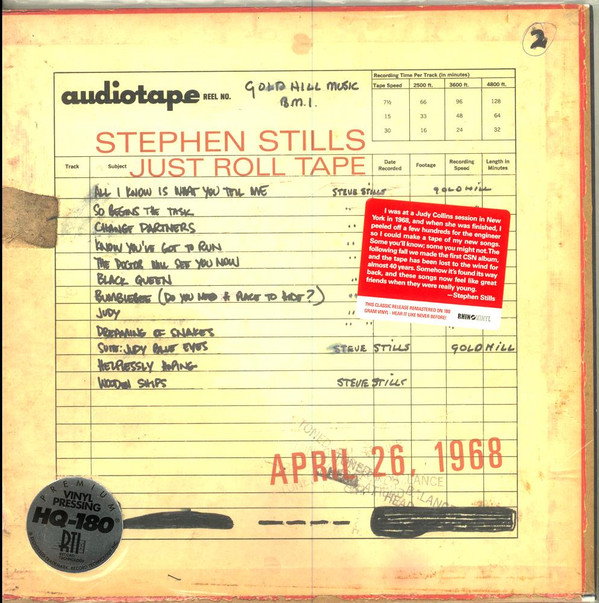 2
audiotape REEL NO. GOLD HILL MUSIC
B.M.I.
Recording Time Per Track (in minutes)
Tape Speed 2500 ft. 3600 ft. 4800 ft.
7½ 66 96 128
15 33 48 64
30 16 24 32
STEPHEN STILLS
JUST ROLL TAPE
Track Subject Date Recorded Footage Recording Speed Length in Minutes
ALL I KNOW IS WHAT YOU TELL ME STEVE STILLS GOLD HILL
SO BEGINS THE TASK " "
CHANGE PARTNERS
KNOW YOU'VE GOT TO RUN
THE DOCTOR WILL SEE YOU NOW
BLACK QUEEN
BUMBLEBEE (DO YOU NEED A PLACE TO HIDE?)
JUDY
DREAMING OF SNAKES
SUITE: JUDY BLUE EYES STEVE STILLS GOLD HILL
HELPLESSLY HOPING
WOODEN SHIPS STEVE STILLS
I was at a Judy Collins session in New
York in 1968, and when she was finished, I
peeled off a few hundreds for the engineer
so I could make a tape of my new songs.
Some you'll know; some you might not. The
following fall we made the first CSN album,
and the tape has been lost to the wind for
almost 40 years. Somehow it's found its way
back, and these songs now feel like great
friends when they were really young.
—Stephen Stills
THIS CLASSIC RELEASE REMASTERED ON 180
GRAM VINYL - HEAR IT LIKE NEVER BEFORE!
RHINO VINYL
APRIL 26, 1968
PREMIUM
VINYL
PRESSING
HQ-180
RTI